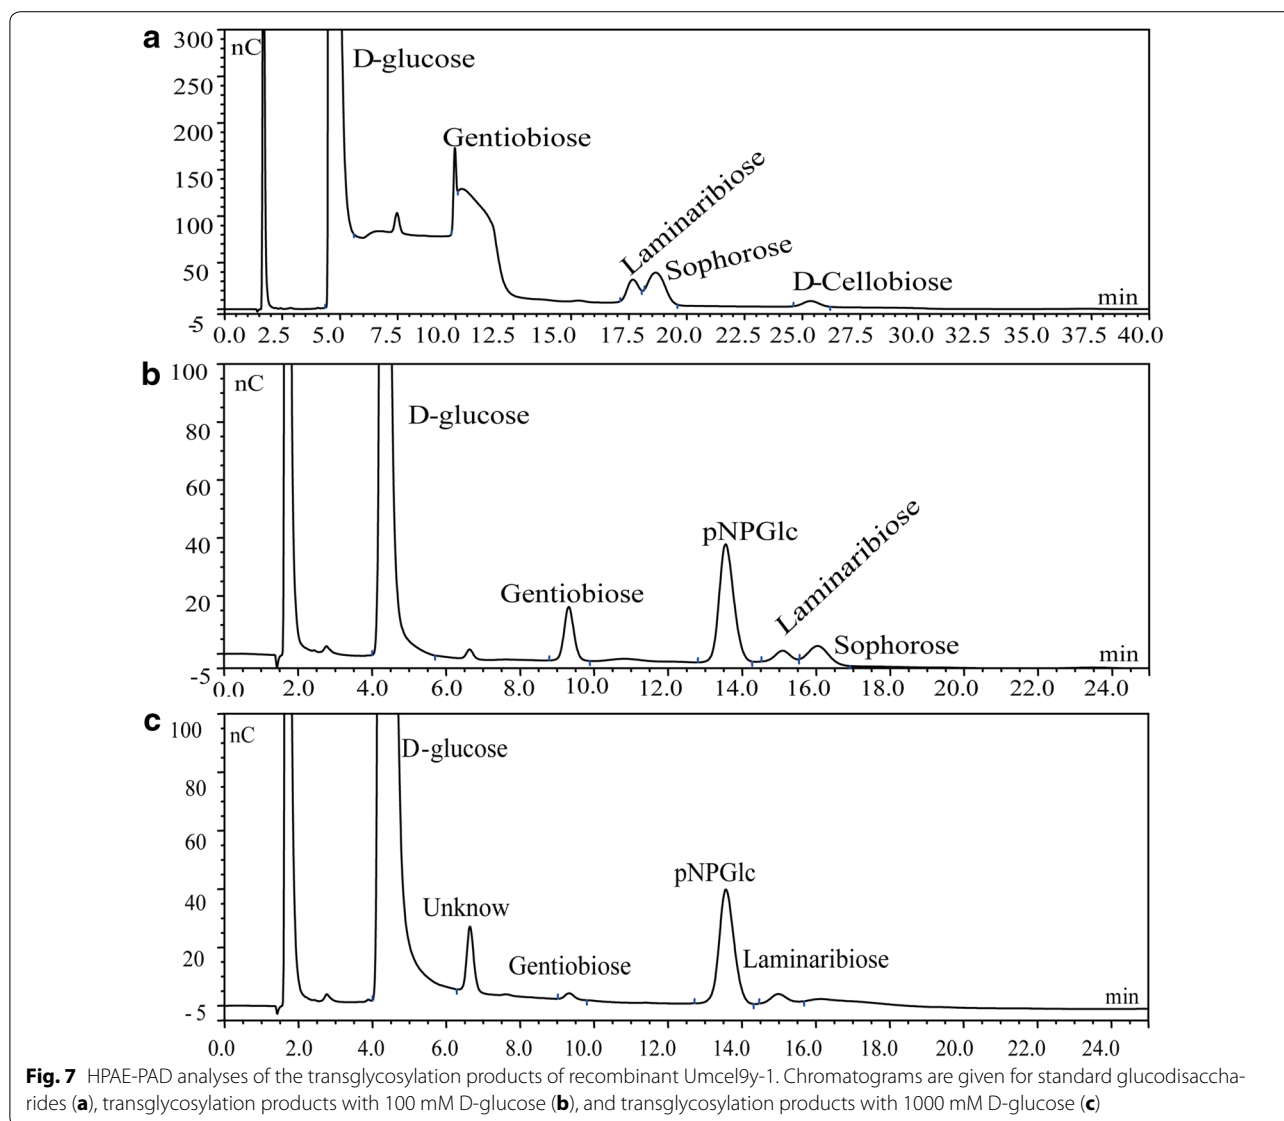 a
300
nC
D-glucose
250
200
Gentiobiose
150
Laminaribiose
100
50
Sophorose
D-Cellobiose
min
-5
0.0 2.5 5.0 7.5 10.0 12.5 15.0 17.5 20.0 22.5 25.0 27.5 30.0 32.5 35.0 37.5 40.0
b
100
nC
D-glucose
80
60
pNPGlc
Laminaribiose
40
Gentiobiose
20
Sophorose
min
-5
0.0 2.0 4.0 6.0 8.0 10.0 12.0 14.0 16.0 18.0 20.0 22.0 24.0
c
100
nC
D-glucose
80
60
pNPGlc
40
Unknow
20
Gentiobiose
Laminaribiose
min
-5
0.0 2.0 4.0 6.0 8.0 10.0 12.0 14.0 16.0 18.0 20.0 22.0 24.0
Fig. 7 HPAE-PAD analyses of the transglycosylation products of recombinant Umcel9y-1. Chromatograms are given for standard glucodisaccha-
rides (a), transglycosylation products with 100 mM D-glucose (b), and transglycosylation products with 1000 mM D-glucose (c)